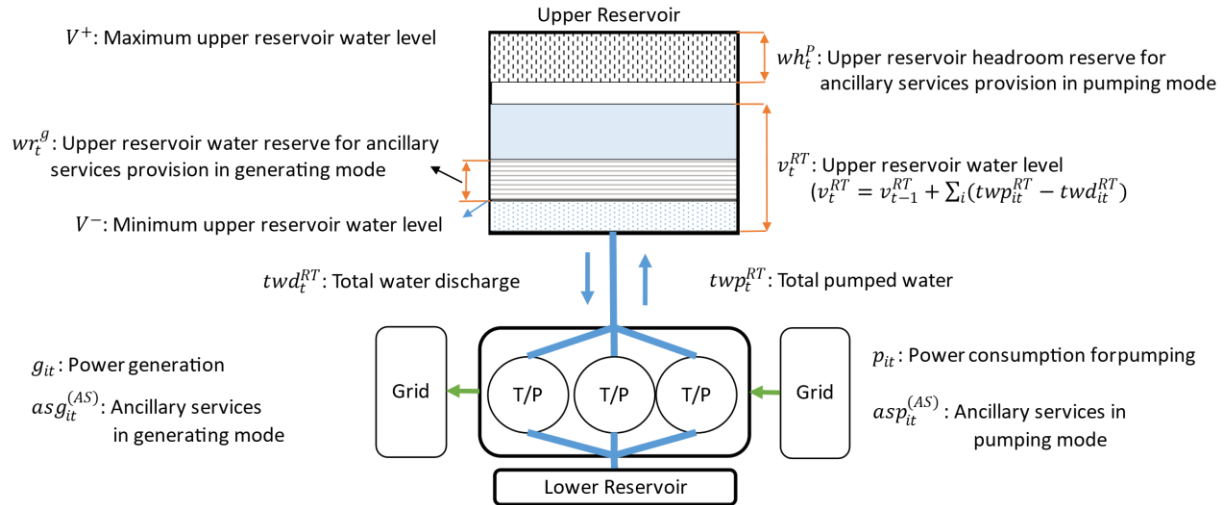 Upper Reservoir
V⁺: Maximum upper reservoir water level
wh_t^P: Upper reservoir headroom reserve for
ancillary services provision in pumping mode
wr_t^g: Upper reservoir water reserve for ancillary
services provision in generating mode
v_t^RT: Upper reservoir water level
(v_t^RT = v_{t-1}^RT + ∑_i(twp_it^RT − twd_it^RT)
V⁻: Minimum upper reservoir water level
twd_t^RT: Total water discharge
twp_t^RT: Total pumped water
g_it: Power generation
asg_it^(AS): Ancillary services
in generating mode
Grid
T/P
T/P
T/P
Grid
p_it: Power consumption forpumping
asp_it^(AS): Ancillary services in
pumping mode
Lower Reservoir